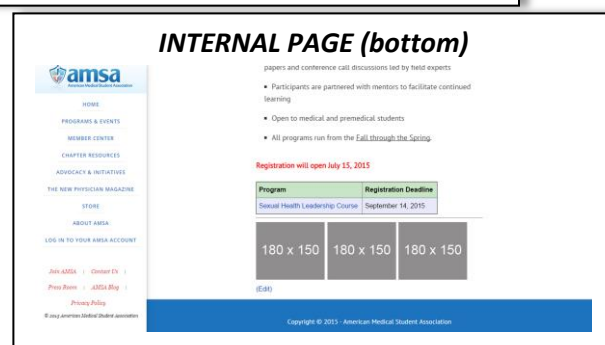 INTERNAL PAGE (bottom)
amsa
American Medical Student Association
HOME
PROGRAMS & EVENTS
MEMBER CENTER
CHAPTER RESOURCES
ADVOCACY & INITIATIVES
THE NEW PHYSICIAN MAGAZINE
STORE
ABOUT AMSA
LOG IN TO YOUR AMSA ACCOUNT
Join AMSA | Contact Us |
Press Room | AMSA Blog |
Privacy Policy
© 2015 American Medical Student Association
papers and conference call discussions led by field experts
▪ Participants are partnered with mentors to facilitate continued
learning
▪ Open to medical and premedical students
▪ All programs run from the Fall through the Spring.
Registration will open July 15, 2015
Program Registration Deadline
Sexual Health Leadership Course September 14, 2015
180 x 150 180 x 150 180 x 150
(Edit)
Copyright © 2015 - American Medical Student Association